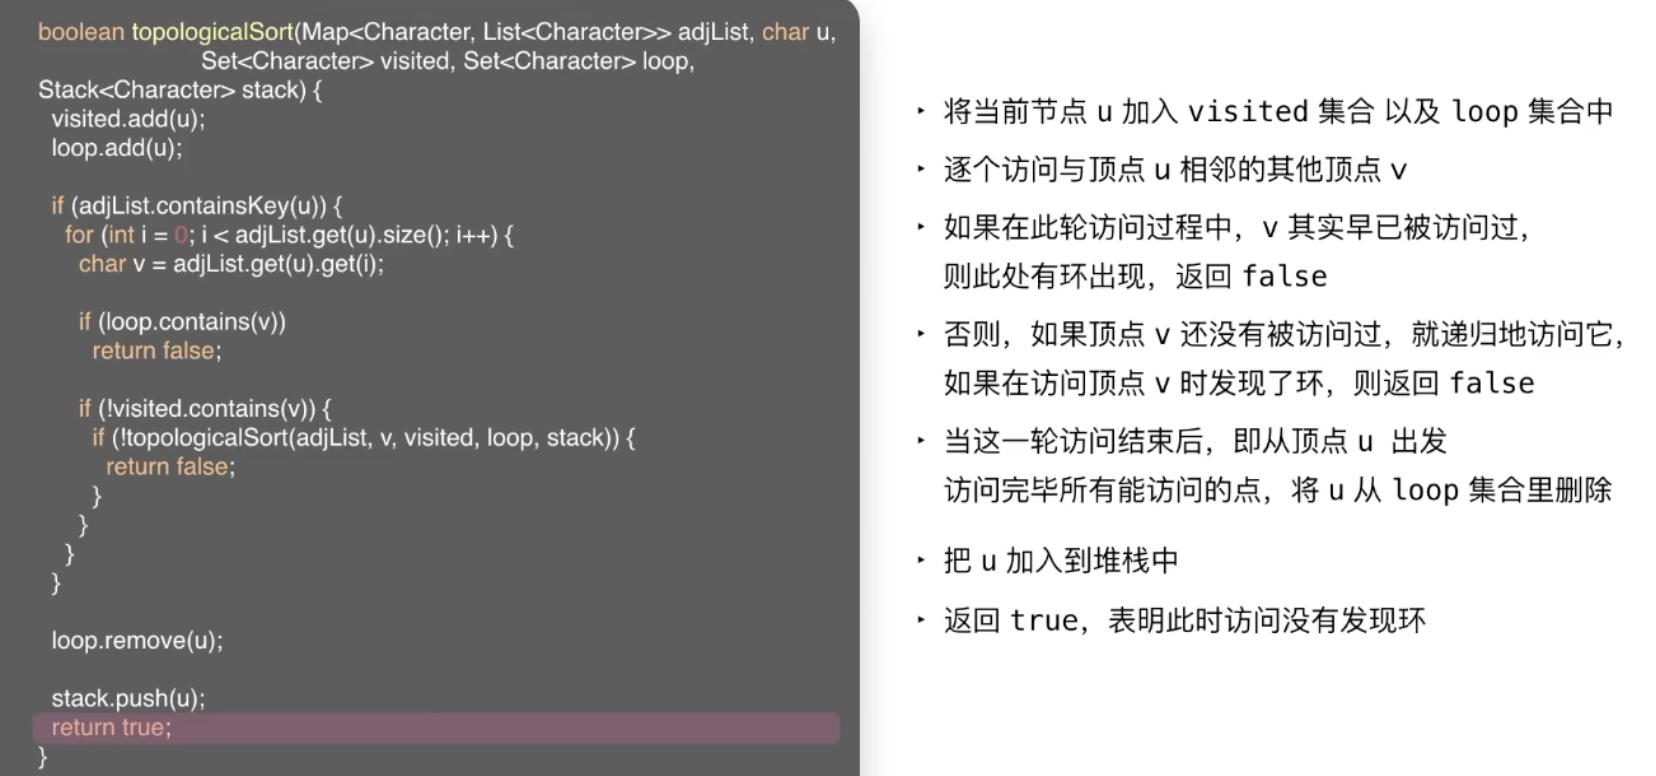 boolean topologicalSort(Map<Character, List<Character>> adjList, char u,
Set<Character> visited, Set<Character> loop,
Stack<Character> stack) {
visited.add(u);
loop.add(u);
if (adjList.containsKey(u)) {
for (int i = 0; i < adjList.get(u).size(); i++) {
char v = adjList.get(u).get(i);
if (loop.contains(v))
return false;
if (!visited.contains(v)) {
if (!topologicalSort(adjList, v, visited, loop, stack)) {
return false;
}
}
}
}
loop.remove(u);
stack.push(u);
return true;
}
‣ 将当前节点 u 加入 visited 集合 以及 loop 集合中
‣ 逐个访问与顶点 u 相邻的其他顶点 v
‣ 如果在此轮访问过程中，v 其实早已被访问过，
则此处有环出现，返回 false
‣ 否则，如果顶点 v 还没有被访问过，就递归地访问它，
如果在访问顶点 v 时发现了环，则返回 false
‣ 当这一轮访问结束后，即从顶点 u 出发
访问完毕所有能访问的点，将 u 从 loop 集合里删除
‣ 把 u 加入到堆栈中
‣ 返回 true，表明此时访问没有发现环